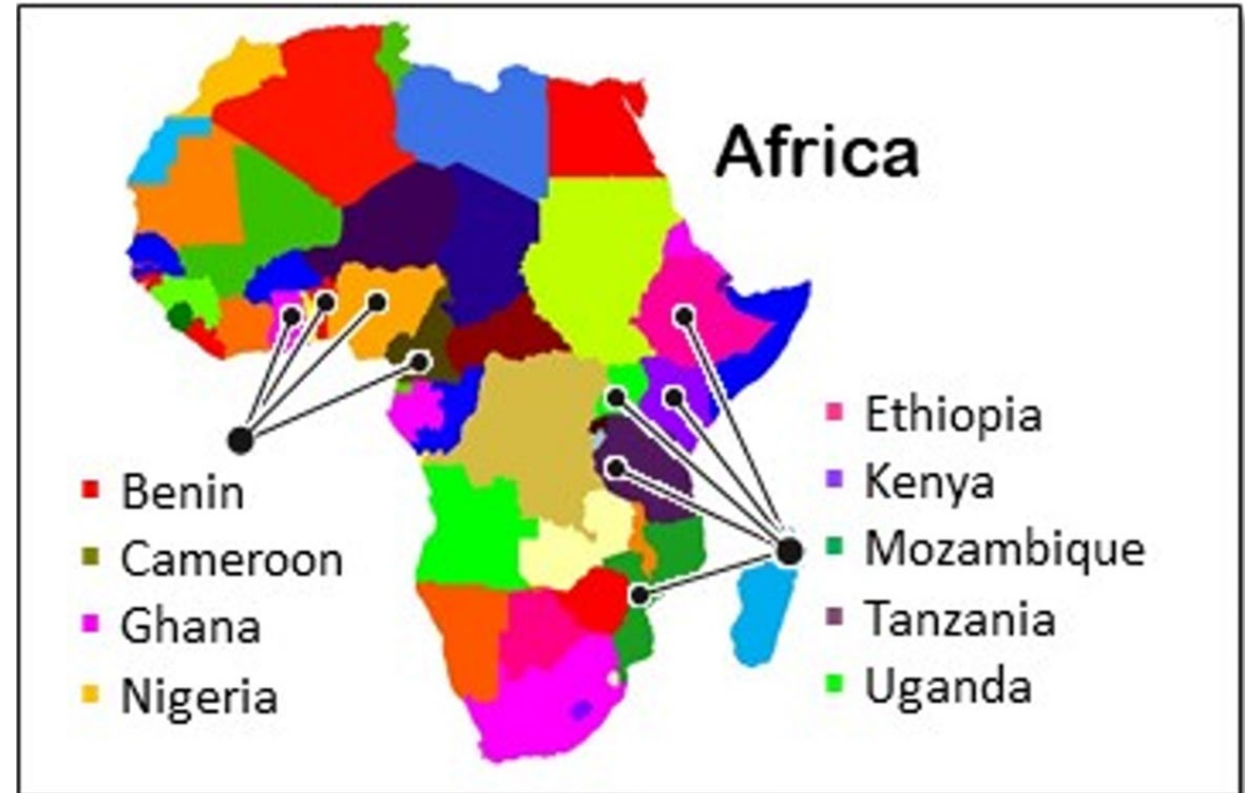 Africa
Benin
Cameroon
Ghana
Nigeria
Ethiopia
Kenya
Mozambique
Tanzania
Uganda